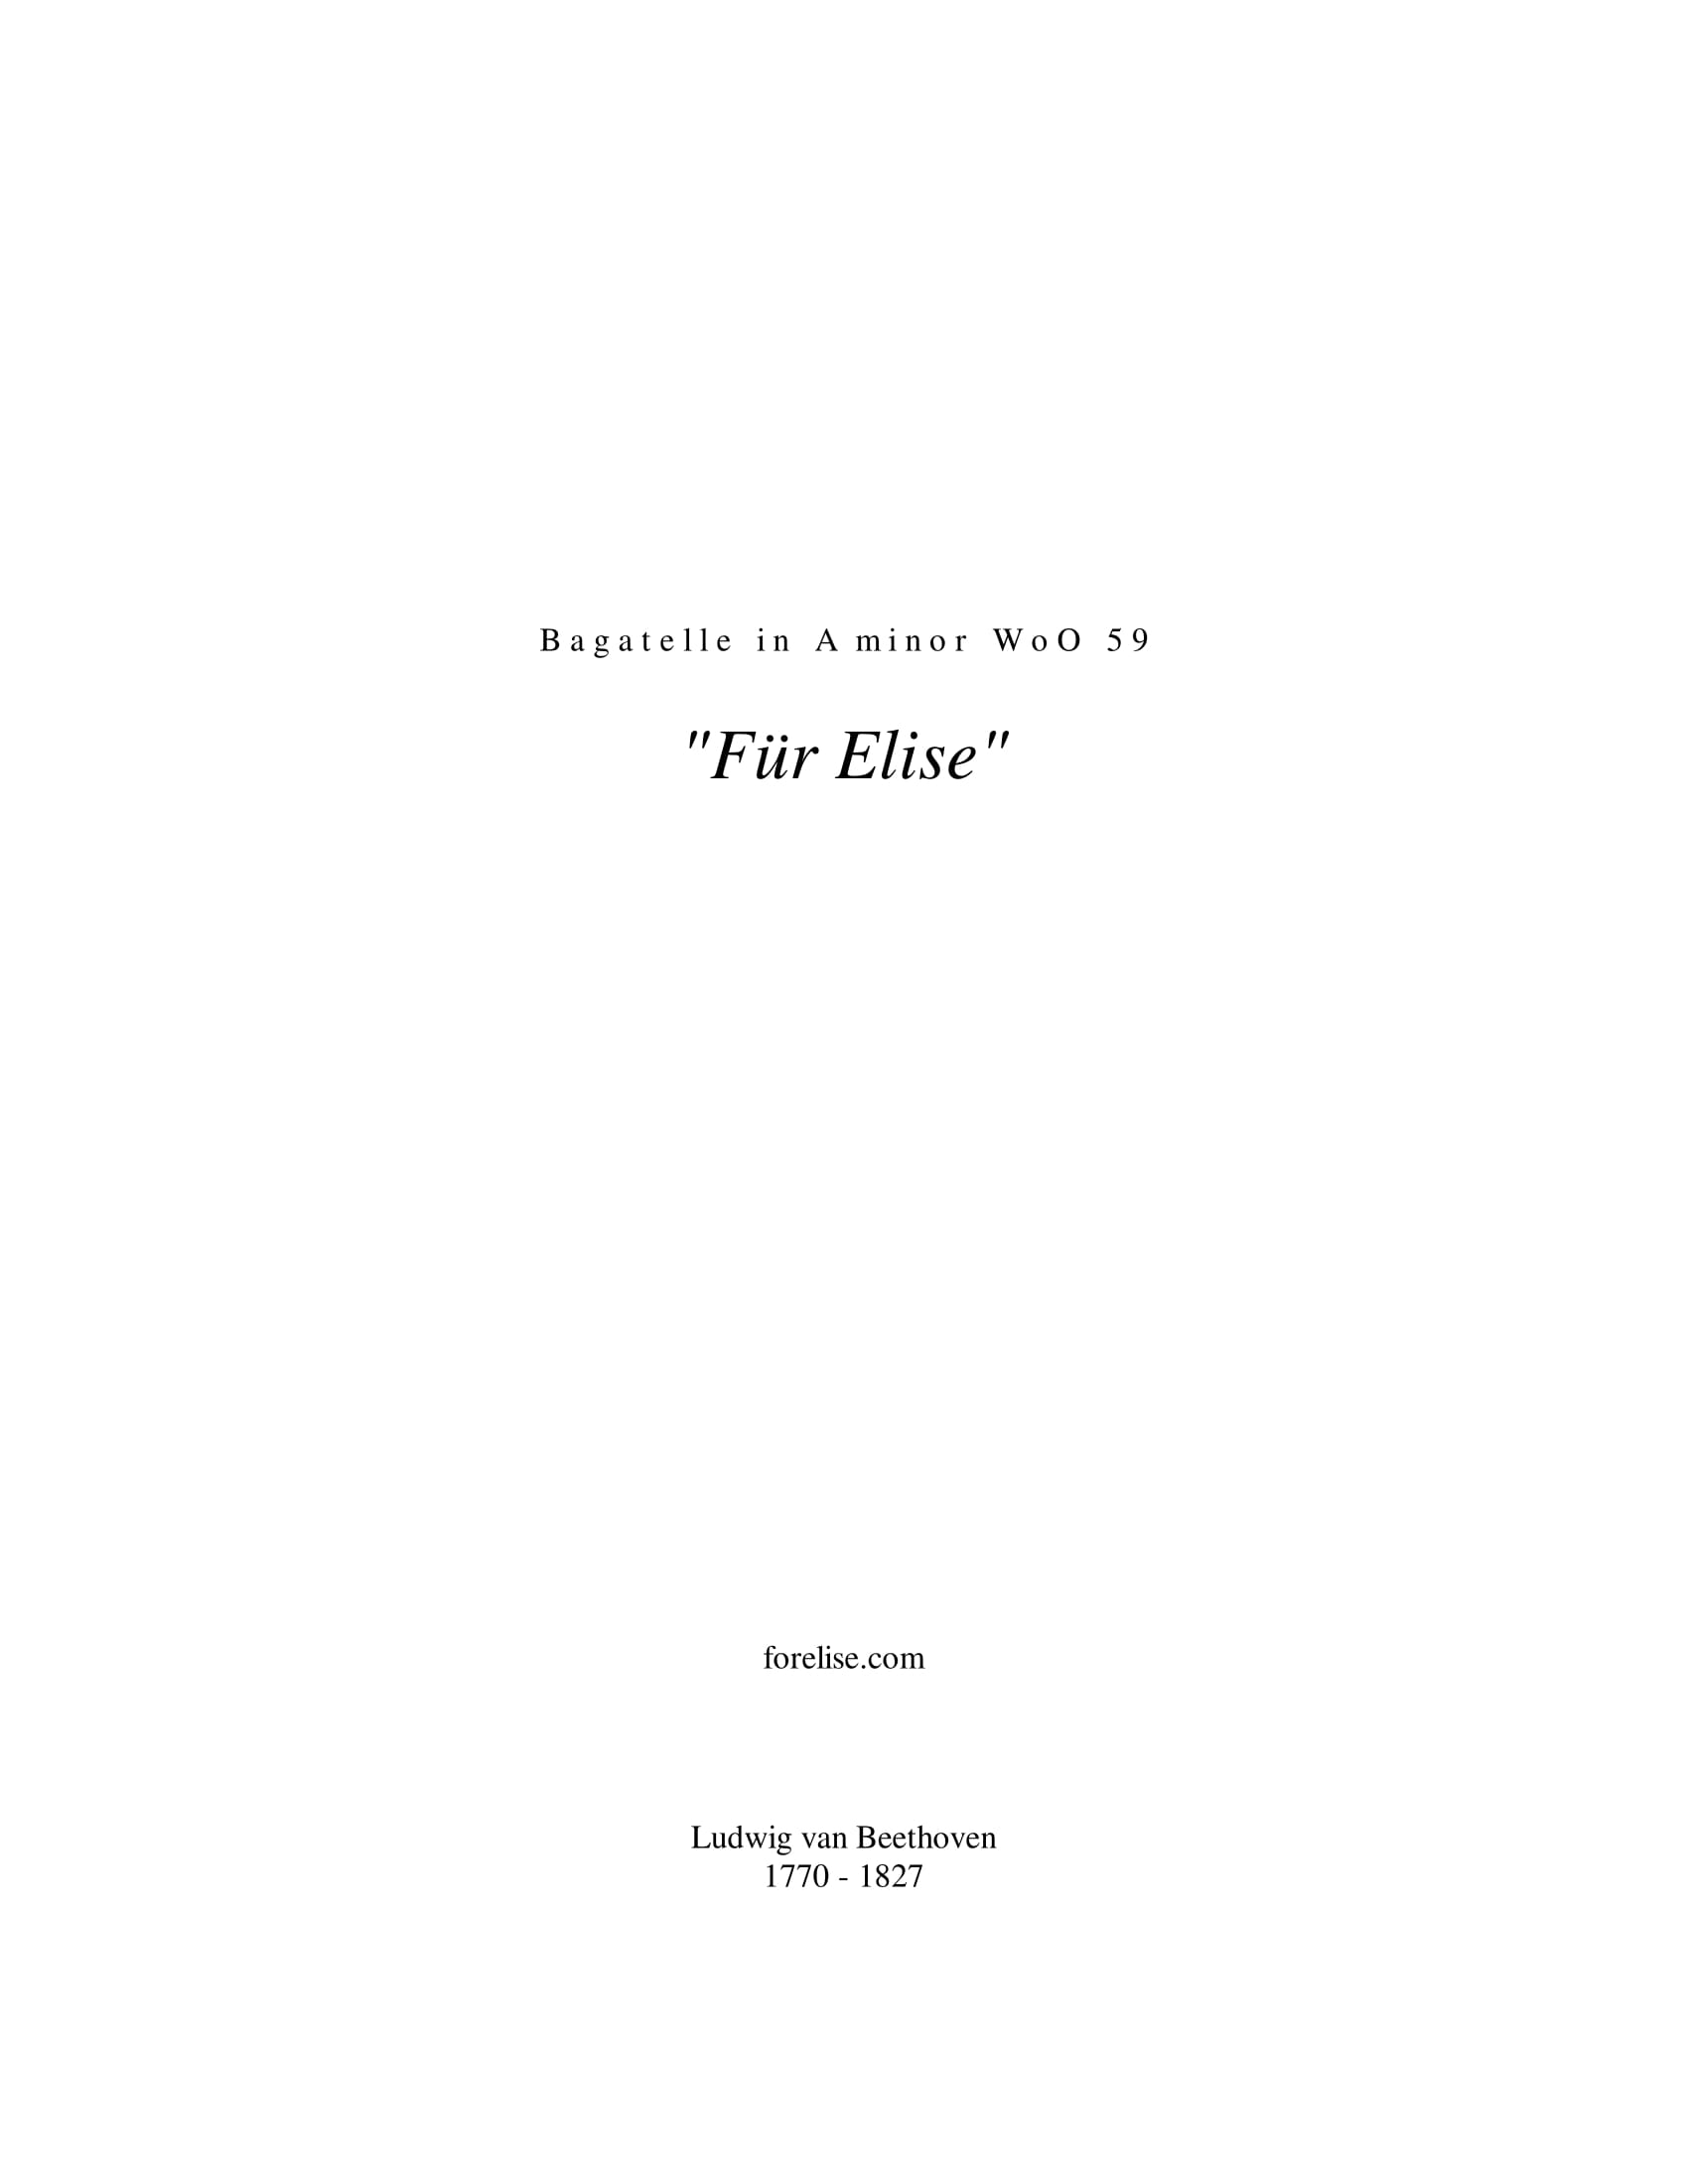 Bagatelle in A minor WoO 59
"Für Elise"
forelise.com
Ludwig van Beethoven
1770 - 1827